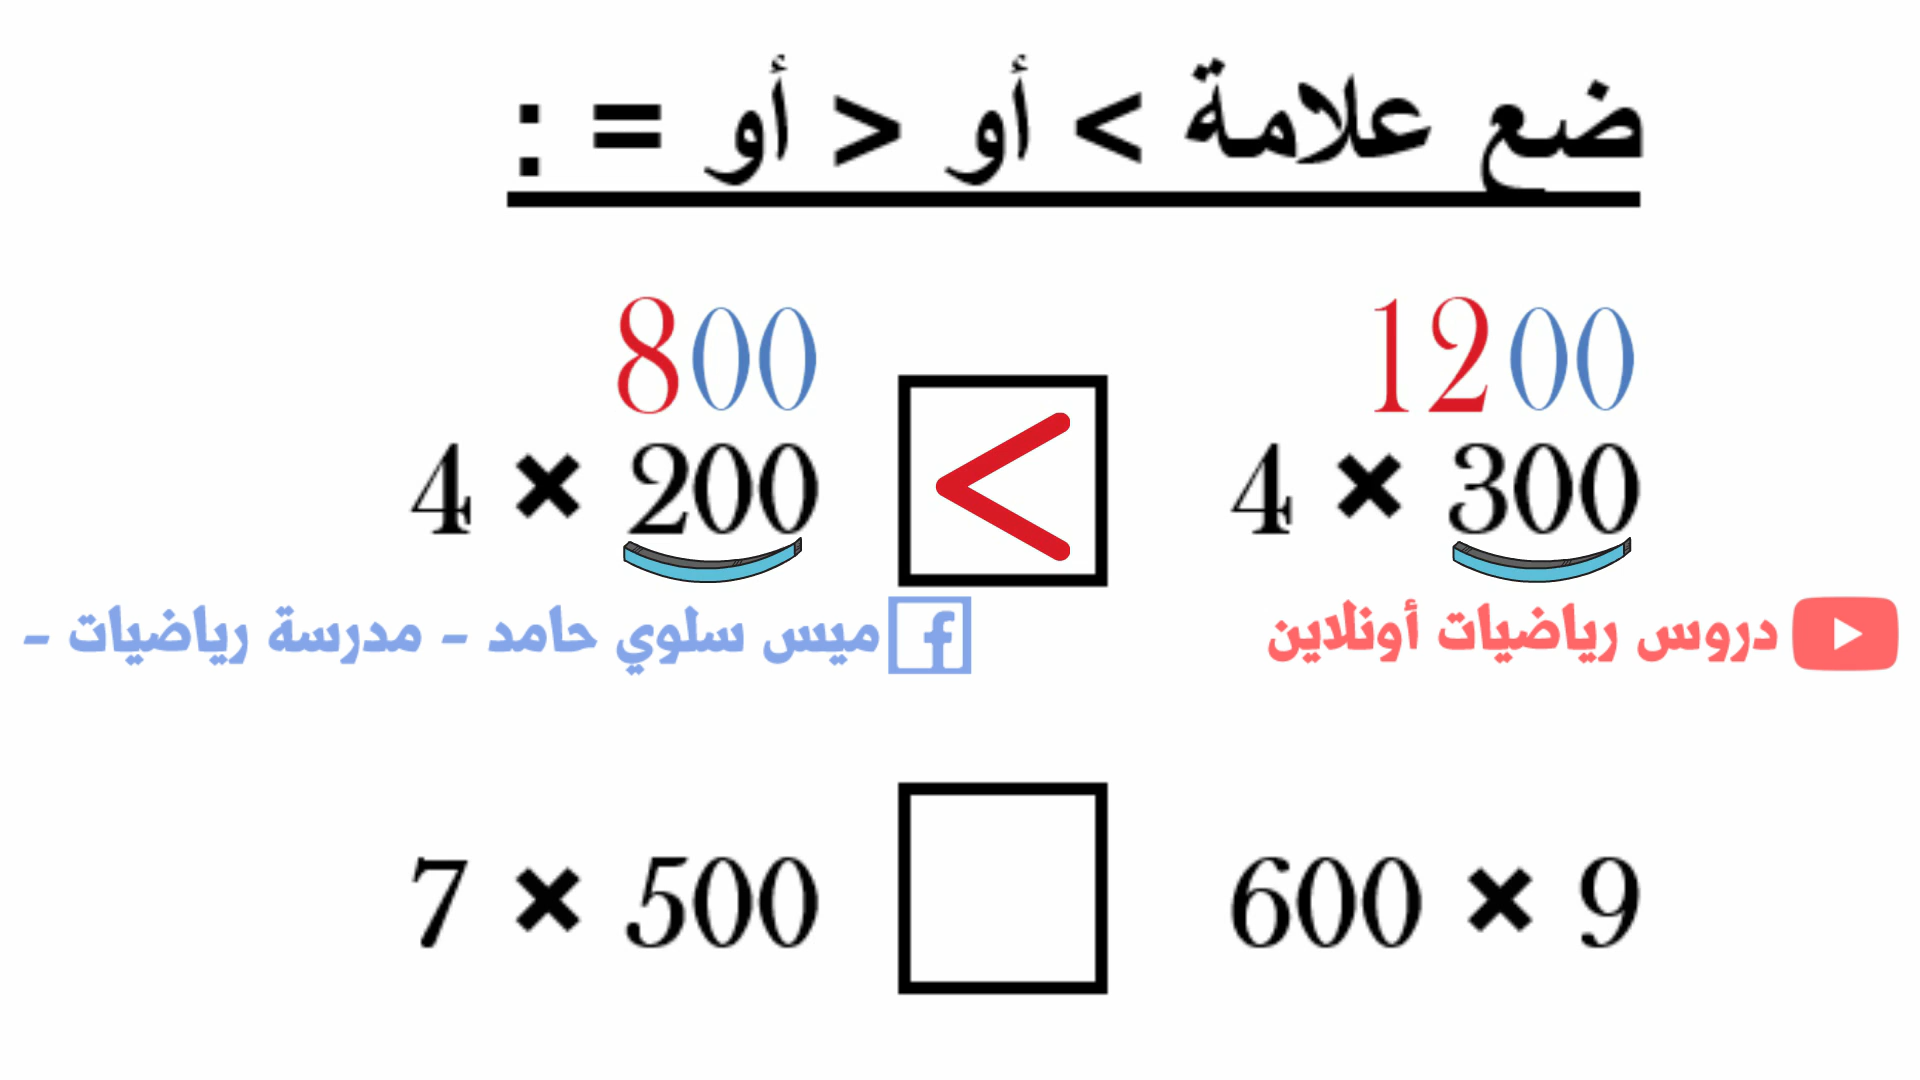 ضع علامة < أو > أو = :
800 1200
4 × 200 < 4 × 300
دروس رياضيات أونلاين
ميس سلوي حامد - مدرسة رياضيات -
7 × 500 600 × 9